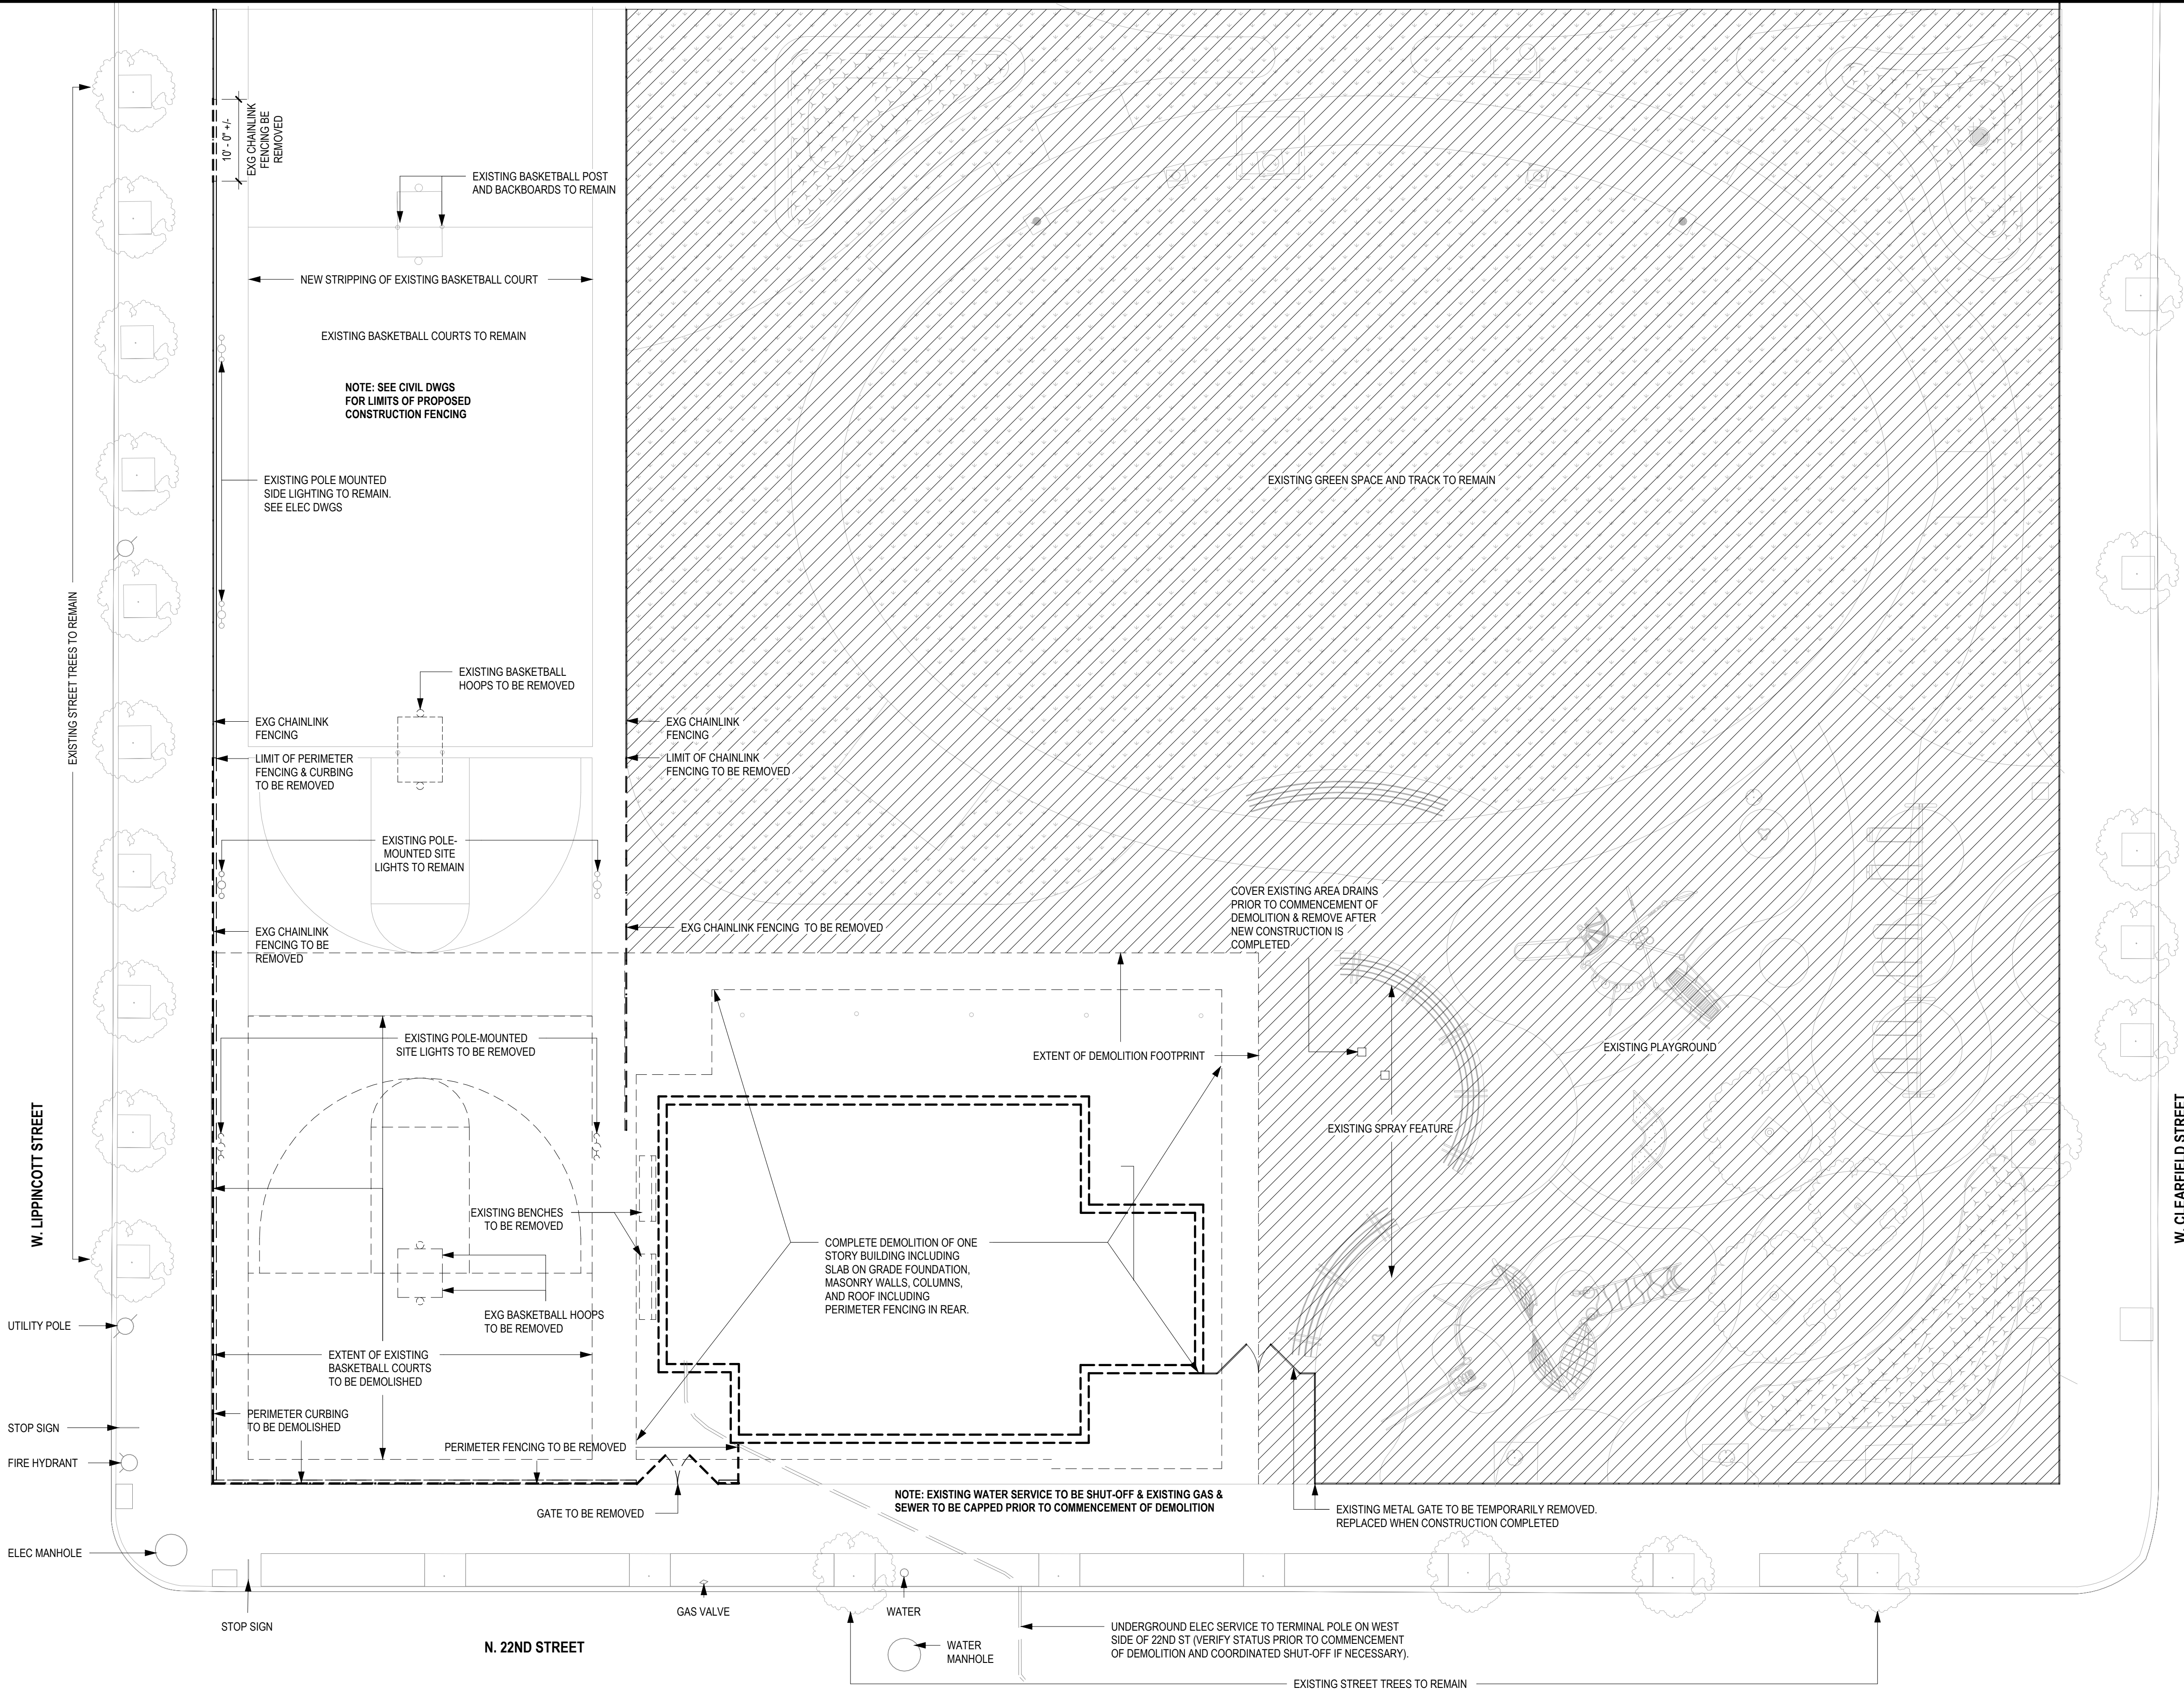 10' - 0" +/-
EXG CHAINLINK
FENCING BE
REMOVED
EXISTING BASKETBALL POST
AND BACKBOARDS TO REMAIN
NEW STRIPPING OF EXISTING BASKETBALL COURT
EXISTING BASKETBALL COURTS TO REMAIN
NOTE: SEE CIVIL DWGS
FOR LIMITS OF PROPOSED
CONSTRUCTION FENCING
EXISTING POLE MOUNTED
SIDE LIGHTING TO REMAIN.
SEE ELEC DWGS
EXISTING GREEN SPACE AND TRACK TO REMAIN
EXISTING STREET TREES TO REMAIN
EXISTING BASKETBALL
HOOPS TO BE REMOVED
EXG CHAINLINK
FENCING
EXG CHAINLINK
FENCING
LIMIT OF PERIMETER
FENCING & CURBING
TO BE REMOVED
LIMIT OF CHAINLINK
FENCING TO BE REMOVED
EXISTING POLE-
MOUNTED SITE
LIGHTS TO REMAIN
COVER EXISTING AREA DRAINS
PRIOR TO COMMENCEMENT OF
DEMOLITION & REMOVE AFTER
NEW CONSTRUCTION IS
COMPLETED
EXG CHAINLINK
FENCING TO BE
REMOVED
EXG CHAINLINK FENCING TO BE REMOVED
EXISTING POLE-MOUNTED
SITE LIGHTS TO BE REMOVED
EXTENT OF DEMOLITION FOOTPRINT
EXISTING PLAYGROUND
EXISTING SPRAY FEATURE
W. LIPPINCOTT STREET
W. CLEARFIELD STREET
EXISTING BENCHES
TO BE REMOVED
COMPLETE DEMOLITION OF ONE
STORY BUILDING INCLUDING
SLAB ON GRADE FOUNDATION,
MASONRY WALLS, COLUMNS,
AND ROOF INCLUDING
PERIMETER FENCING IN REAR.
EXG BASKETBALL HOOPS
TO BE REMOVED
UTILITY POLE
EXTENT OF EXISTING
BASKETBALL COURTS
TO BE DEMOLISHED
PERIMETER CURBING
TO BE DEMOLISHED
STOP SIGN
PERIMETER FENCING TO BE REMOVED
FIRE HYDRANT
NOTE: EXISTING WATER SERVICE TO BE SHUT-OFF & EXISTING GAS &
SEWER TO BE CAPPED PRIOR TO COMMENCEMENT OF DEMOLITION
GATE TO BE REMOVED
EXISTING METAL GATE TO BE TEMPORARILY REMOVED.
REPLACED WHEN CONSTRUCTION COMPLETED
ELEC MANHOLE
STOP SIGN
GAS VALVE
WATER
N. 22ND STREET
WATER
MANHOLE
UNDERGROUND ELEC SERVICE TO TERMINAL POLE ON WEST
SIDE OF 22ND ST (VERIFY STATUS PRIOR TO COMMENCEMENT
OF DEMOLITION AND COORDINATED SHUT-OFF IF NECESSARY).
EXISTING STREET TREES TO REMAIN